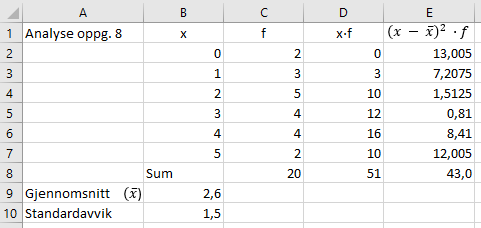 A B C D E
1 Analyse oppg. 8 x f x·f (x − x̄)² · f
2 0 2 0 13,005
3 1 3 3 7,2075
4 2 5 10 1,5125
5 3 4 12 0,81
6 4 4 16 8,41
7 5 2 10 12,005
8 Sum 20 51 43,0
9 Gjennomsnitt (x̄) 2,6
10 Standardavvik 1,5